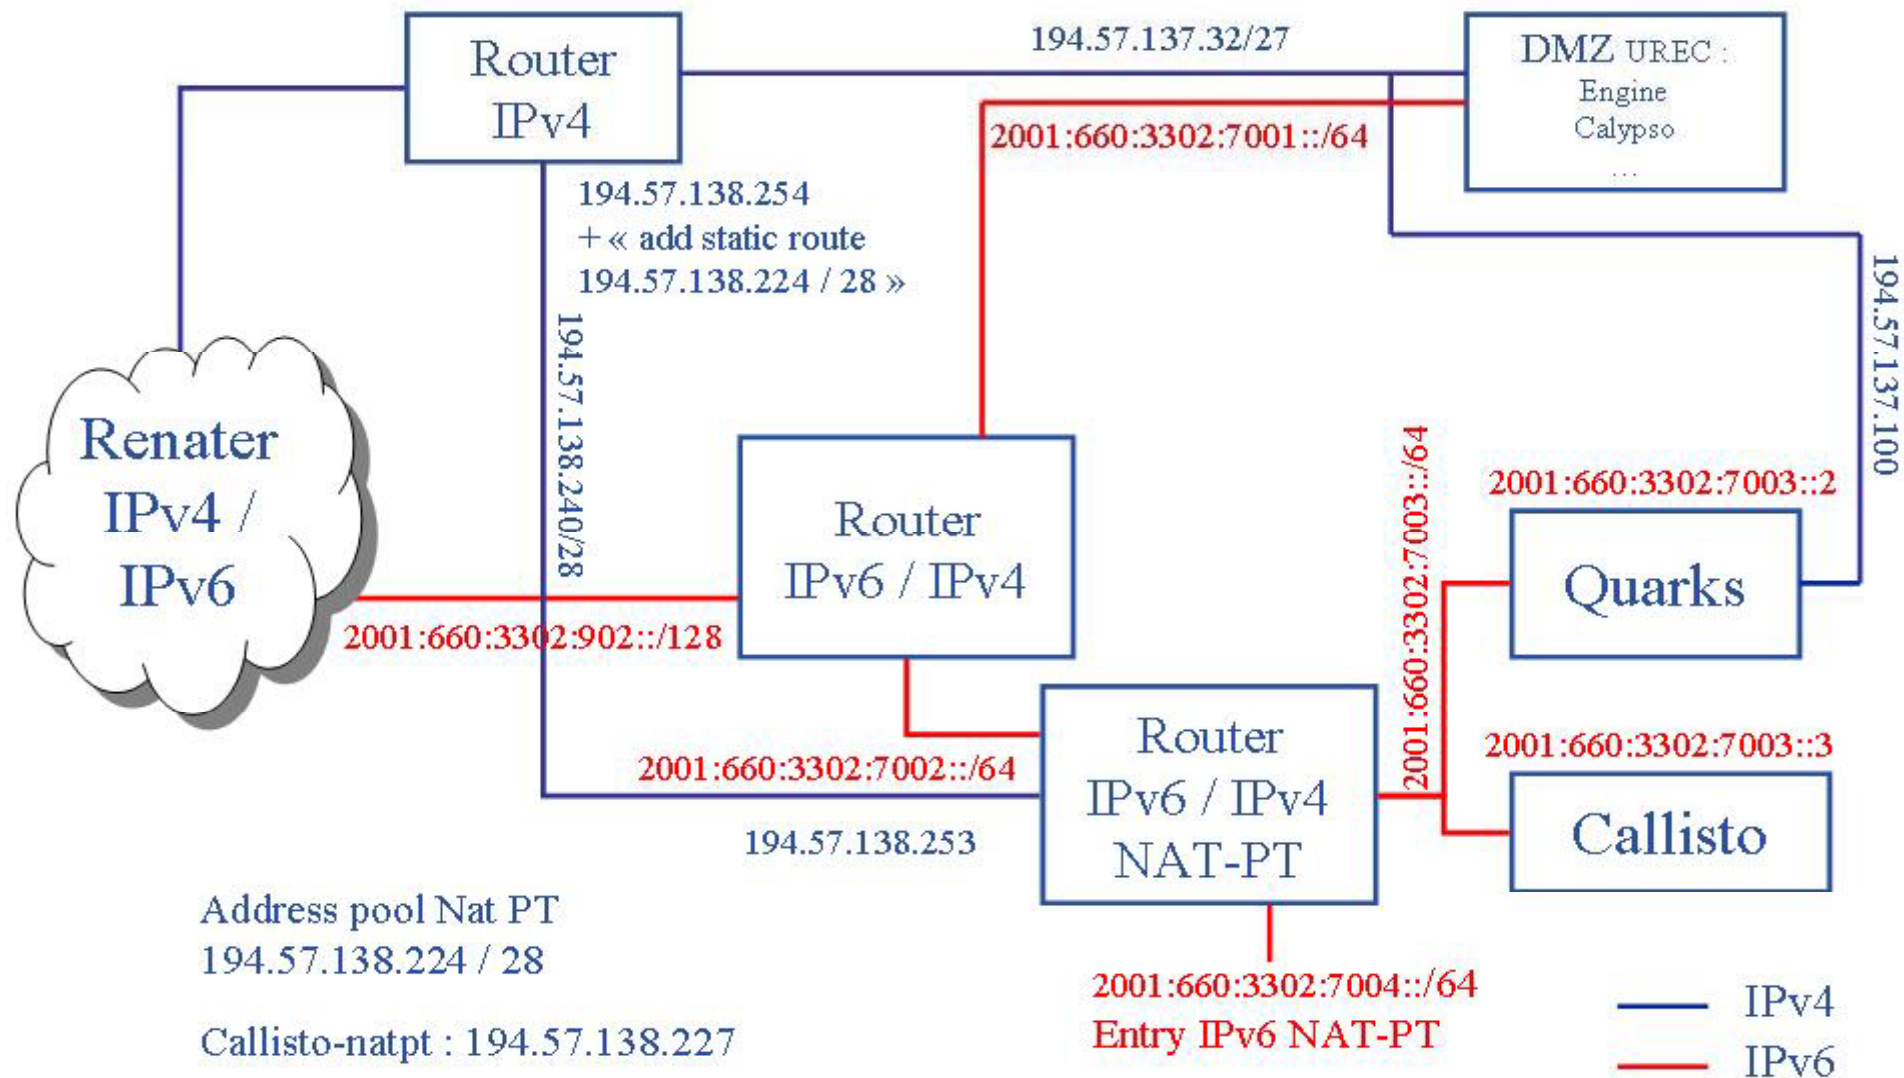 Router
IPv4
194.57.137.32/27
DMZ UREC :
Engine
Calypso
...
2001:660:3302:7001::/64
194.57.138.254
+ « add static route
194.57.138.224 / 28 »
194.57.138.240/28
194.57.137.100
Renater
IPv4 /
IPv6
Router
IPv6 / IPv4
2001:660:3302:902::/128
2001:660:3302:7003::/64
2001:660:3302:7003::2
Quarks
2001:660:3302:7002::/64
194.57.138.253
Router
IPv6 / IPv4
NAT-PT
2001:660:3302:7003::3
Callisto
Address pool Nat PT
194.57.138.224 / 28
Callisto-natpt : 194.57.138.227
2001:660:3302:7004::/64
Entry IPv6 NAT-PT
IPv4
IPv6